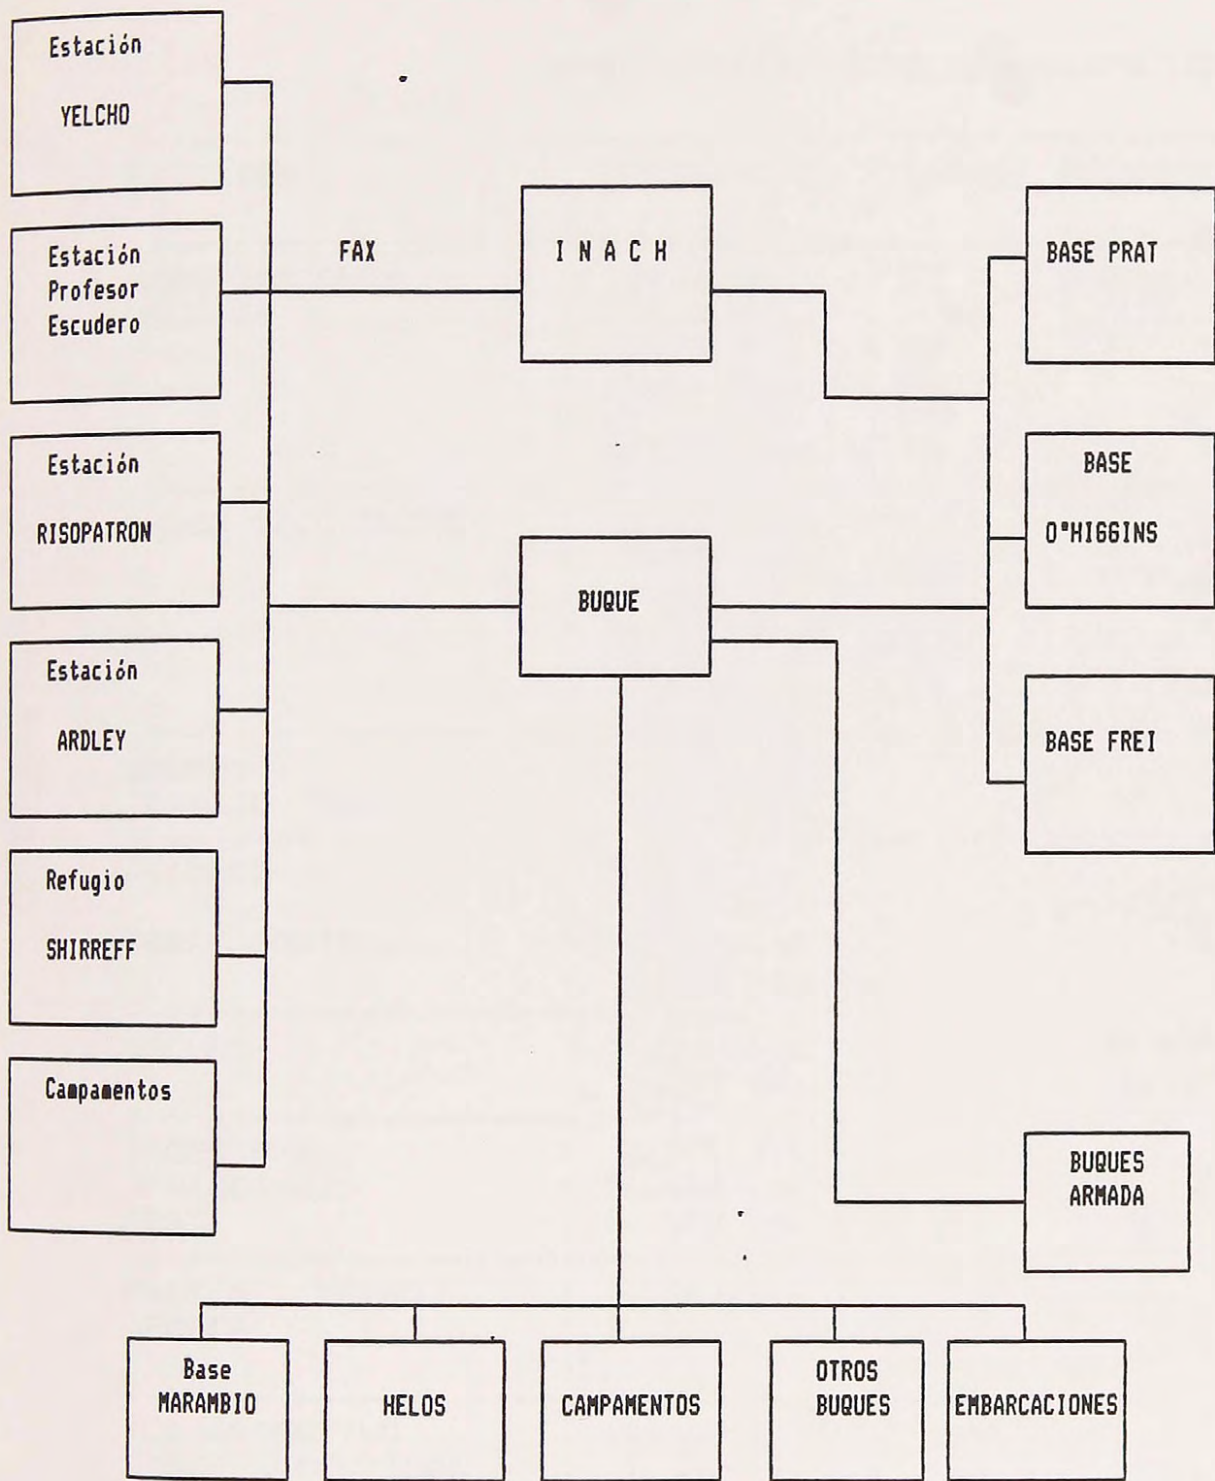 Estación
YELCHO
Estación
Profesor
Escudero
FAX
I N A C H
BASE PRAT
Estación
RISOPATRON
BASE
O"HIGGINS
BUQUE
Estación
ARDLEY
BASE FREI
Refugio
SHIRREFF
Campamentos
BUQUES
ARMADA
Base
MARAMBIO
HELOS
CAMPAMENTOS
OTROS
BUQUES
EMBARCACIONES